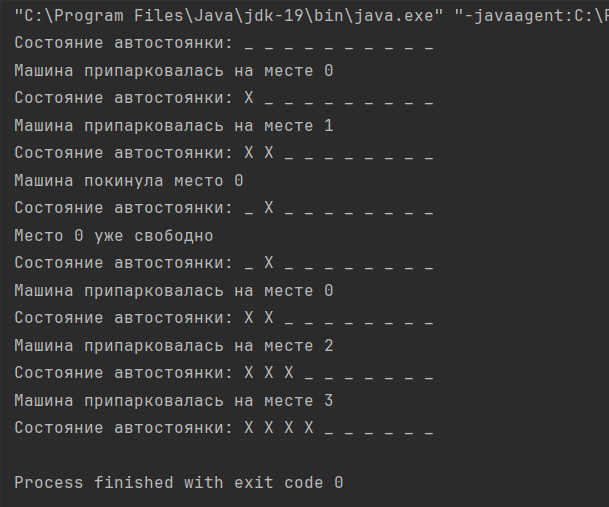 "C:\Program Files\Java\jdk-19\bin\java.exe" "-javaagent:C:\
Состояние автостоянки: _ _ _ _ _ _ _ _ _ _
Машина припарковалась на месте 0
Состояние автостоянки: X _ _ _ _ _ _ _ _ _
Машина припарковалась на месте 1
Состояние автостоянки: X X _ _ _ _ _ _ _ _
Машина покинула место 0
Состояние автостоянки: _ X _ _ _ _ _ _ _ _
Место 0 уже свободно
Состояние автостоянки: _ X _ _ _ _ _ _ _ _
Машина припарковалась на месте 0
Состояние автостоянки: X X _ _ _ _ _ _ _ _
Машина припарковалась на месте 2
Состояние автостоянки: X X X _ _ _ _ _ _ _
Машина припарковалась на месте 3
Состояние автостоянки: X X X X _ _ _ _ _ _
Process finished with exit code 0